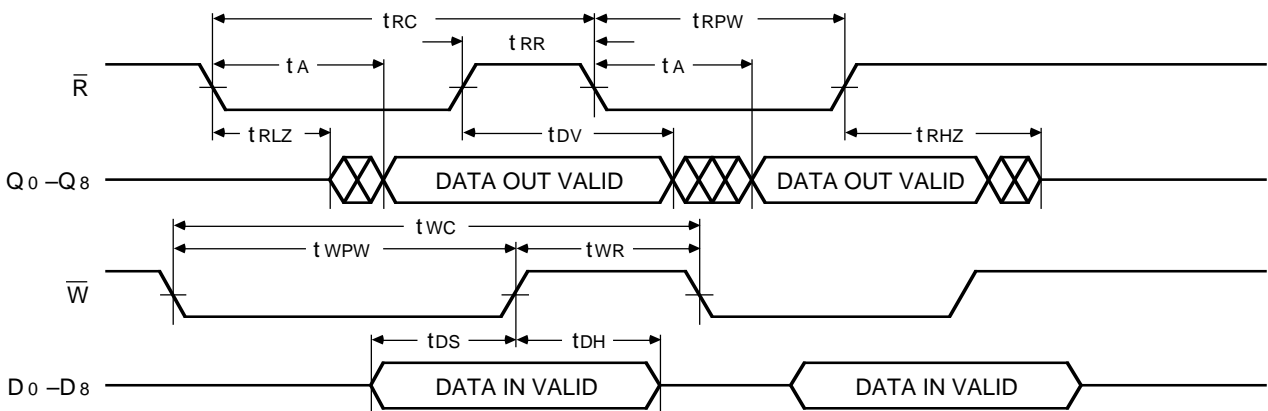 tRC tRPW
tRR
tA tA
R̅
tRLZ tDV tRHZ
Q0–Q8 DATA OUT VALID DATA OUT VALID
tWC
tWPW tWR
W̅
tDS tDH
D0–D8 DATA IN VALID DATA IN VALID